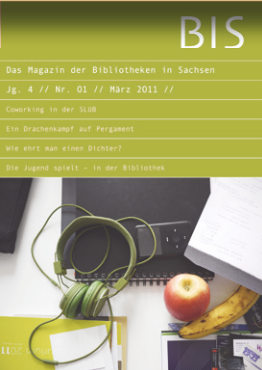 BIS
Das Magazin der Bibliotheken in Sachsen
Jg. 4 // Nr. 01 // März 2011 //
Coworking in der SLUB
Ein Drachenkampf auf Pergament
Wie ehrt man einen Dichter?
Die Jugend spielt – in der Bibliothek